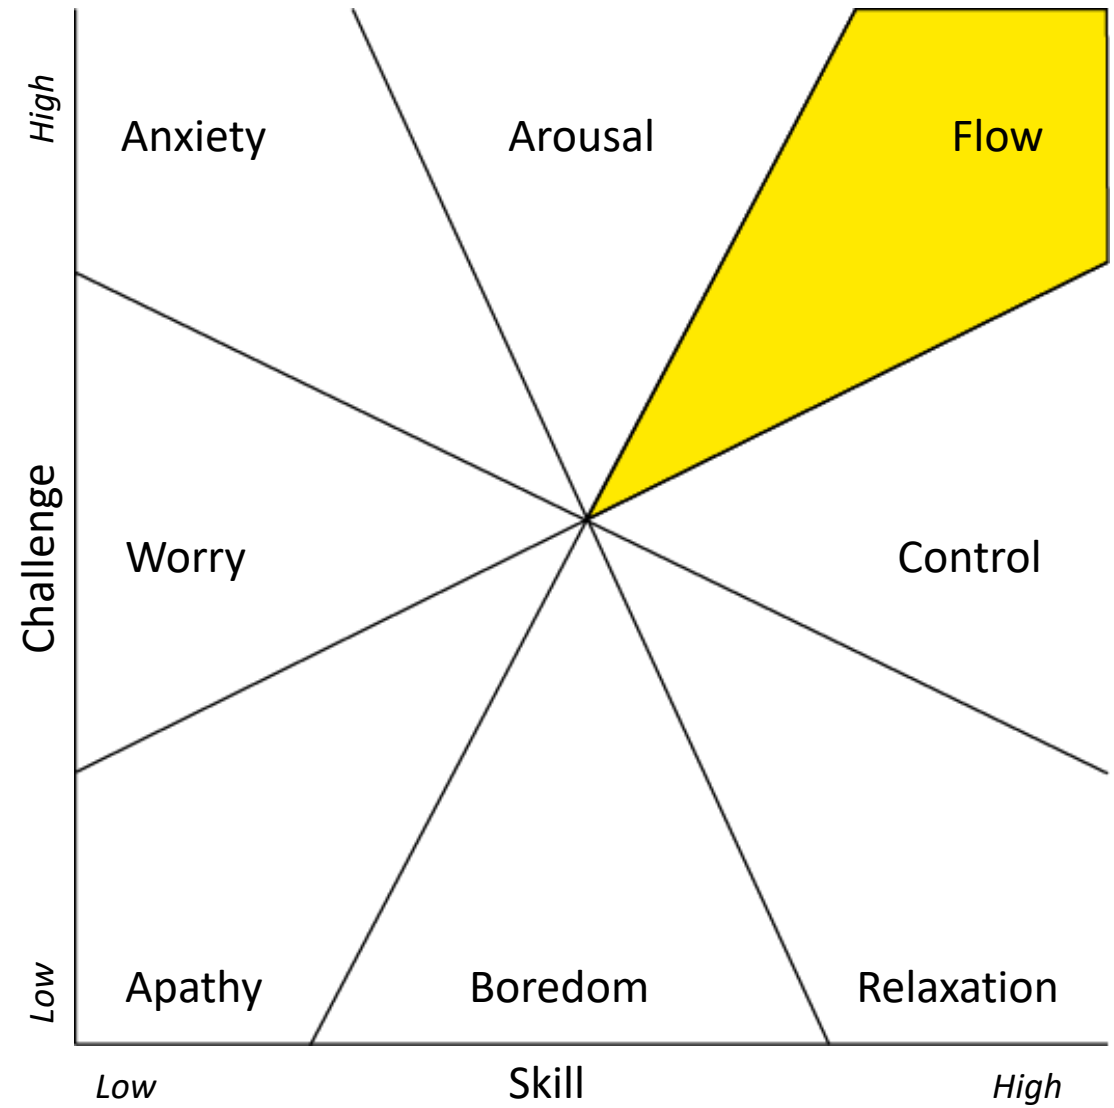 High
Anxiety
Arousal
Flow
Challenge
Worry
Control
Low
Apathy
Boredom
Relaxation
Low
Skill
High